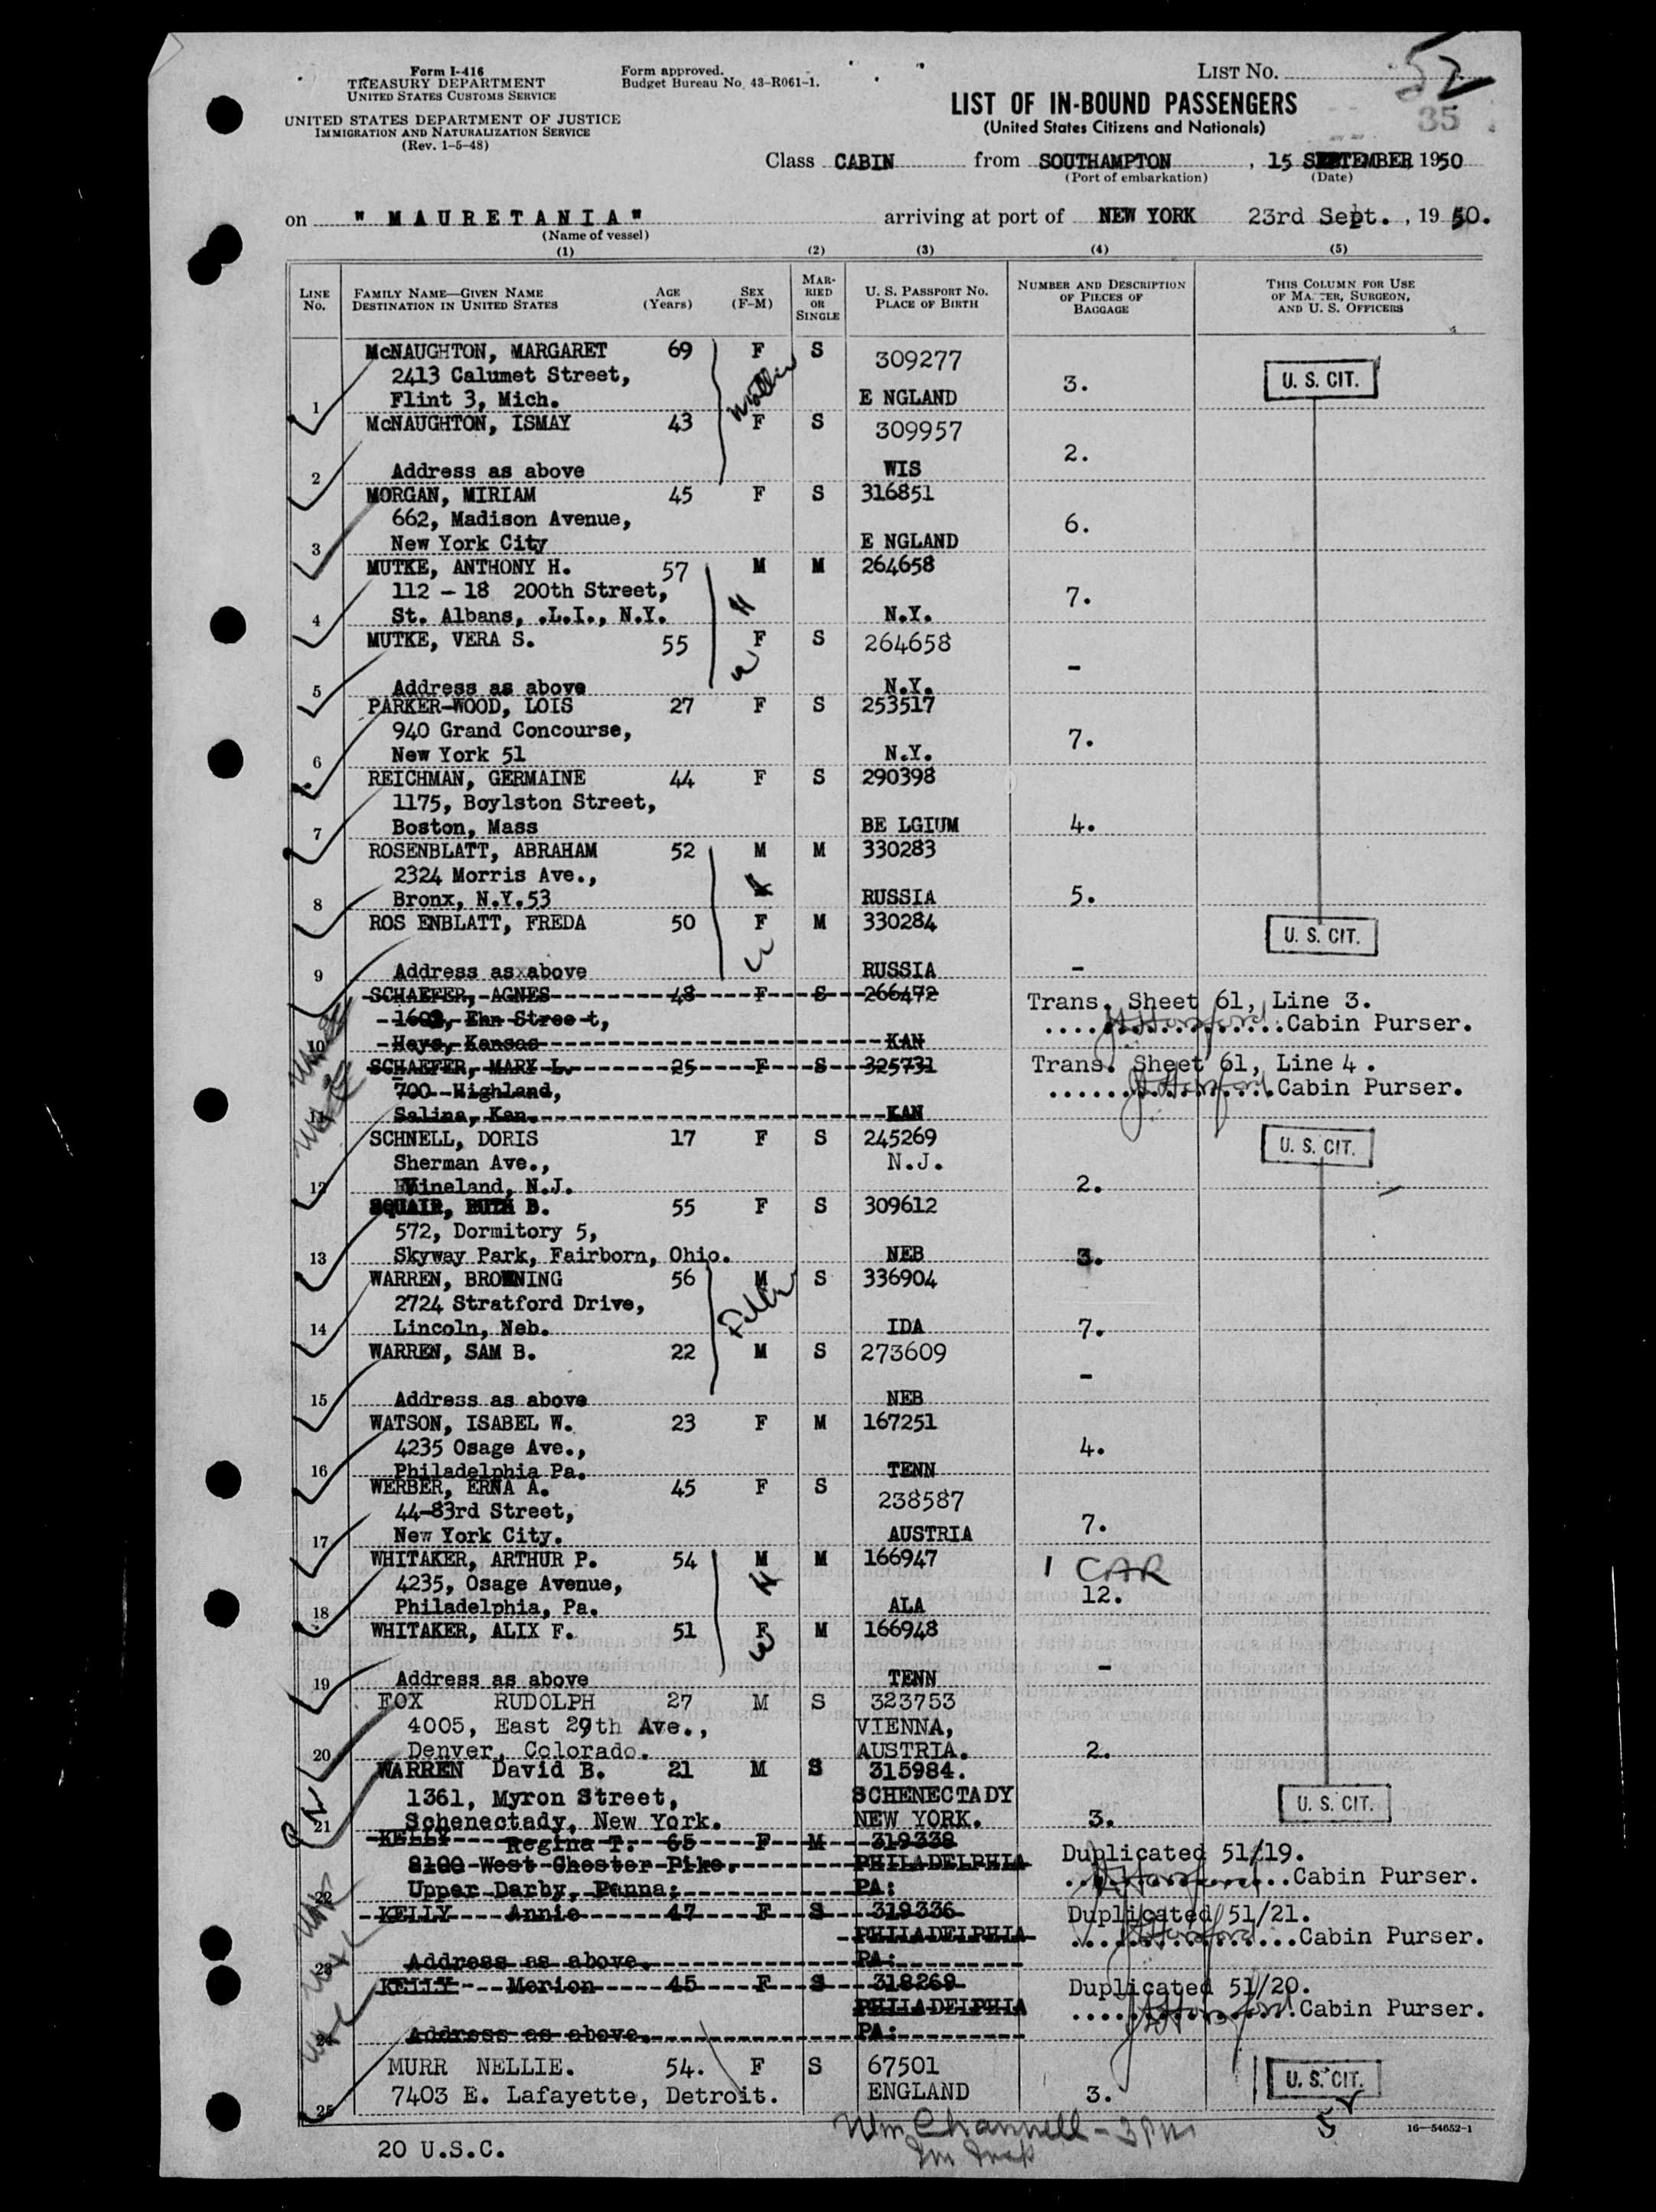 Form I-416
TREASURY DEPARTMENT
UNITED STATES CUSTOMS SERVICE
UNITED STATES DEPARTMENT OF JUSTICE
IMMIGRATION AND NATURALIZATION SERVICE
(Rev. 1-5-48)
Form approved.
Budget Bureau No. 43-R061-1.
LIST NO. 52
35
LIST OF IN-BOUND PASSENGERS
(United States Citizens and Nationals)
Class CABIN from SOUTHAMPTON, 15 SEPTEMBER 1950
(Port of embarkation) (Date)
on "MAURETANIA" arriving at port of NEW YORK 23rd Sept., 1950.
(Name of vessel)
(1) (2) (3) (4) (5)
LINE No. FAMILY NAME—GIVEN NAME DESTINATION IN UNITED STATES AGE (Years) SEX (F-M) MARRIED OR SINGLE U. S. PASSPORT NO. PLACE OF BIRTH NUMBER AND DESCRIPTION OF PIECES OF BAGGAGE THIS COLUMN FOR USE OF MASTER, SURGEON, AND U. S. OFFICERS
McNAUGHTON, MARGARET 69 F S 309277
2413 Calumet Street, 3. U. S. CIT.
1 Flint 3, Mich. E NGLAND
mother
McNAUGHTON, ISMAY 43 F S 309957
2.
2 Address as above WIS
MORGAN, MIRIAM 45 F S 316851
662, Madison Avenue, 6.
3 New York City E NGLAND
MUTKE, ANTHONY H. 57 M M 264658
112 - 18 200th Street, H 7.
4 St. Albans, .L.I., N.Y. N.Y.
MUTKE, VERA S. 55 F S 264658
W -
5 Address as above N.Y.
PARKER-WOOD, LOIS 27 F S 253517
940 Grand Concourse, 7.
6 New York 51 N.Y.
REICHMAN, GERMAINE 44 F S 290398
1175, Boylston Street,
7 Boston, Mass BE LGIUM 4.
ROSENBLATT, ABRAHAM 52 M M 330283
2324 Morris Ave., H
8 Bronx, N.Y.53 RUSSIA 5.
ROS ENBLATT, FREDA 50 F M 330284 U. S. CIT.
W
9 Address asxabove RUSSIA -
SCHAEFER, AGNES 48 F S 266472 Trans. Sheet 61, Line 3.
1602, Elm Street, Cabin Purser.
10 Hays, Kansas KAN
SCHAEFER, MARY L. 25 F S 325731 Trans. Sheet 61, Line 4.
700 Highland, Cabin Purser.
11 Salina, Kan. KAN
SCHNELL, DORIS 17 F S 245269 U. S. CIT.
Sherman Ave., N.J.
12 Vineland, N.J. 2.
SQUAIR, RUTH B. 55 F S 309612
572, Dormitory 5,
13 Skyway Park, Fairborn, Ohio. NEB 3.
WARREN, BROWNING 56 M S 336904
2724 Stratford Drive, Father
14 Lincoln, Neb. IDA 7.
WARREN, SAM B. 22 M S 273609
-
15 Address as above NEB
WATSON, ISABEL W. 23 F M 167251
4235 Osage Ave., 4.
16 Philadelphia Pa. TENN
WERBER, ERNA A. 45 F S 238587
44-83rd Street,
17 New York City. AUSTRIA 7.
WHITAKER, ARTHUR P. 54 M M 166947 1 CAR
4235, Osage Avenue, H 12.
18 Philadelphia, Pa. ALA
WHITAKER, ALIX F. 51 F M 166948
W -
19 Address as above TENN
FOX RUDOLPH 27 M S 323753
4005, East 29th Ave., VIENNA,
20 Denver, Colorado. AUSTRIA. 2.
WARREN David B. 21 M S 315984.
1361, Myron Street, SCHENECTADY U. S. CIT.
21 Schenectady, New York. NEW YORK. 3.
KELLY Regina T. 65 F M 319338 Duplicated 51/19.
8100 West Chester Pike. PHILADELPHIA Cabin Purser.
22 Upper Darby, Penna; PA:
KELLY Annie 47 F S 319336 Duplicated 51/21.
PHILADELPHIA Cabin Purser.
23 Address as above. PA:
KELLY Merion 45 F S 318269 Duplicated 51/20.
PHILADELPHIA Cabin Purser.
24 Address as above. PA:
MURR NELLIE. 54. F S 67501 U. S. CIT.
25 7403 E. Lafayette, Detroit. ENGLAND 3.
20 U.S.C.
Wm Channell - 
5
16—54652-1